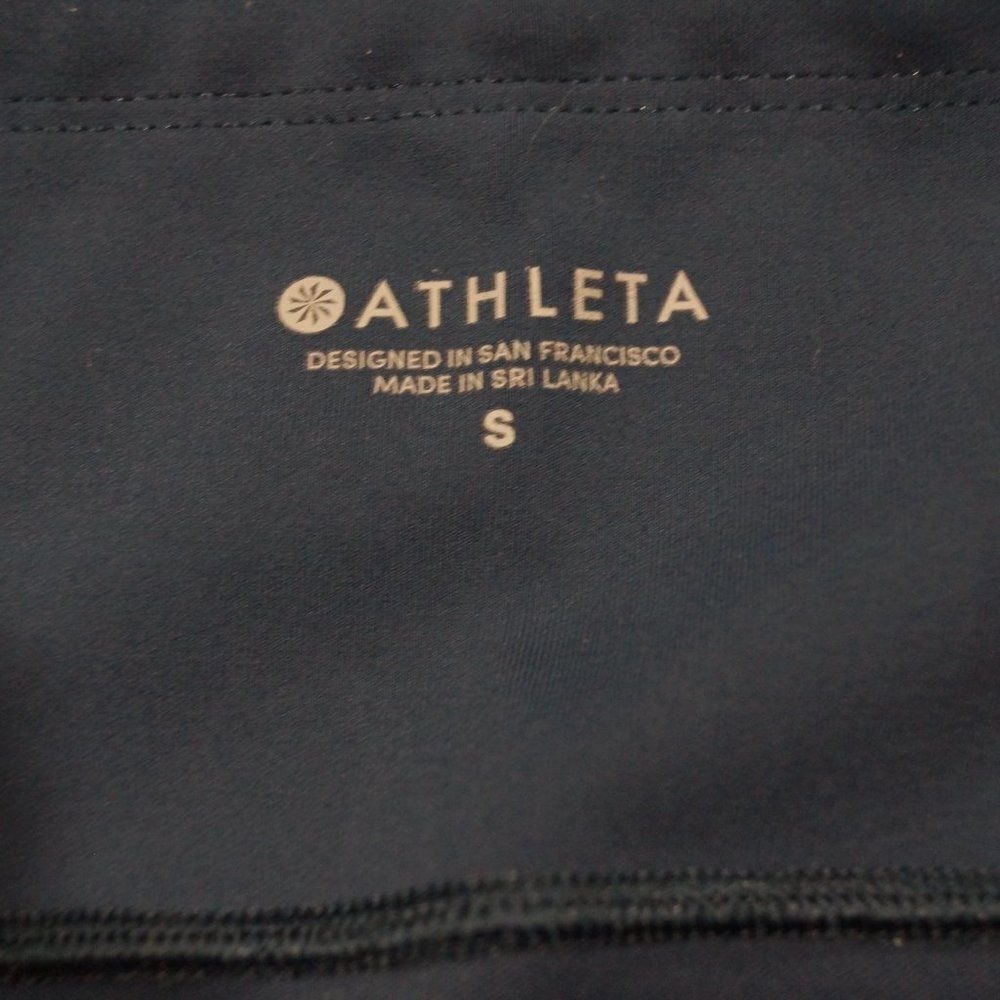 ATHLETA
DESIGNED IN SAN FRANCISCO
MADE IN SRI LANKA
S